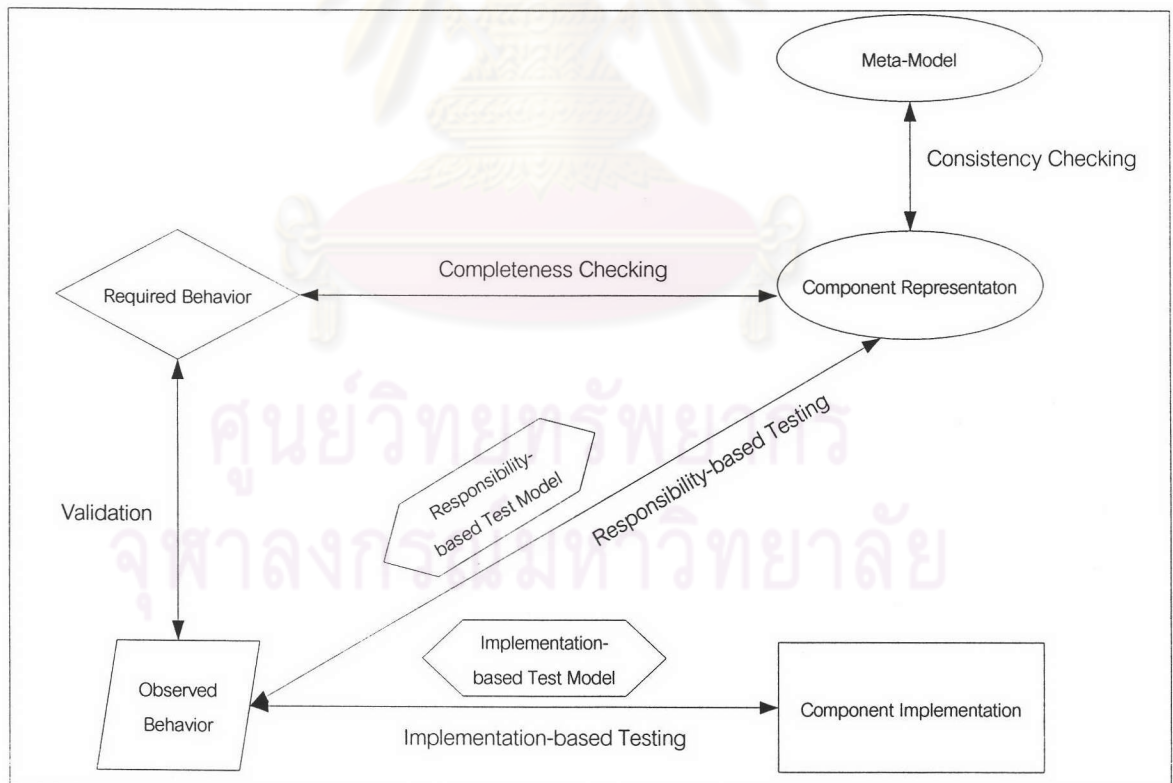 Meta-Model
Consistency Checking
Completeness Checking
Required Behavior
Component Representaton
ศูนย์วิทยทรัพยากร
จุฬาลงกรณ์มหาวิทยาลัย
Responsibility-
based Test Model
Responsibility-based Testing
Validation
Implementation-
based Test Model
Observed
Behavior
Component Implementation
Implementation-based Testing